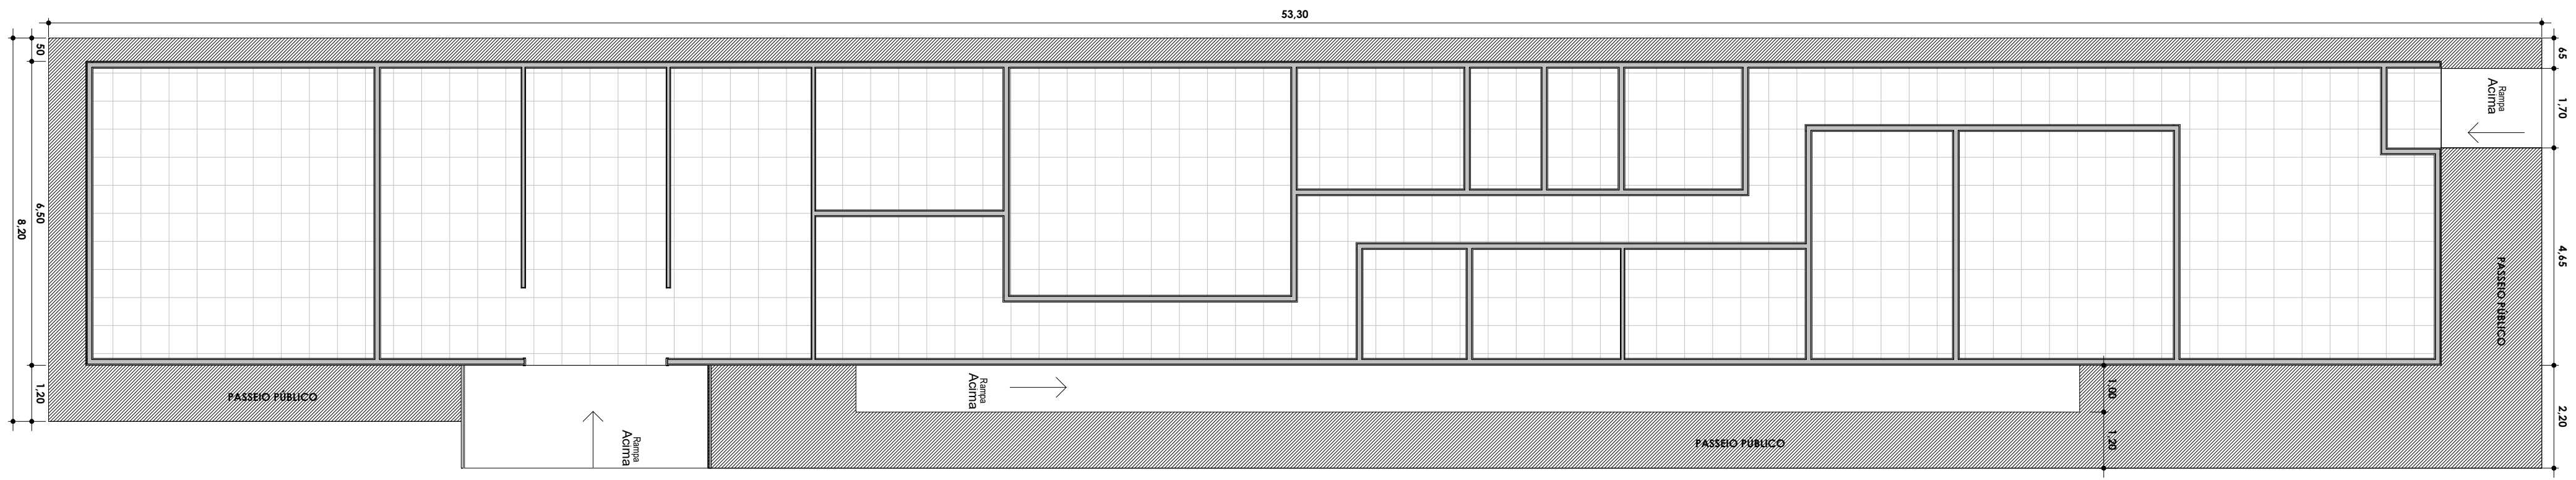 53,30
50
6,50
8,20
1,20
65
1,70
4,65
2,20
Rampa
Acima
PASSEIO PÚBLICO
PASSEIO PÚBLICO
Rampa
Acima
Rampa
Acima
PASSEIO PÚBLICO
1,00
1,20